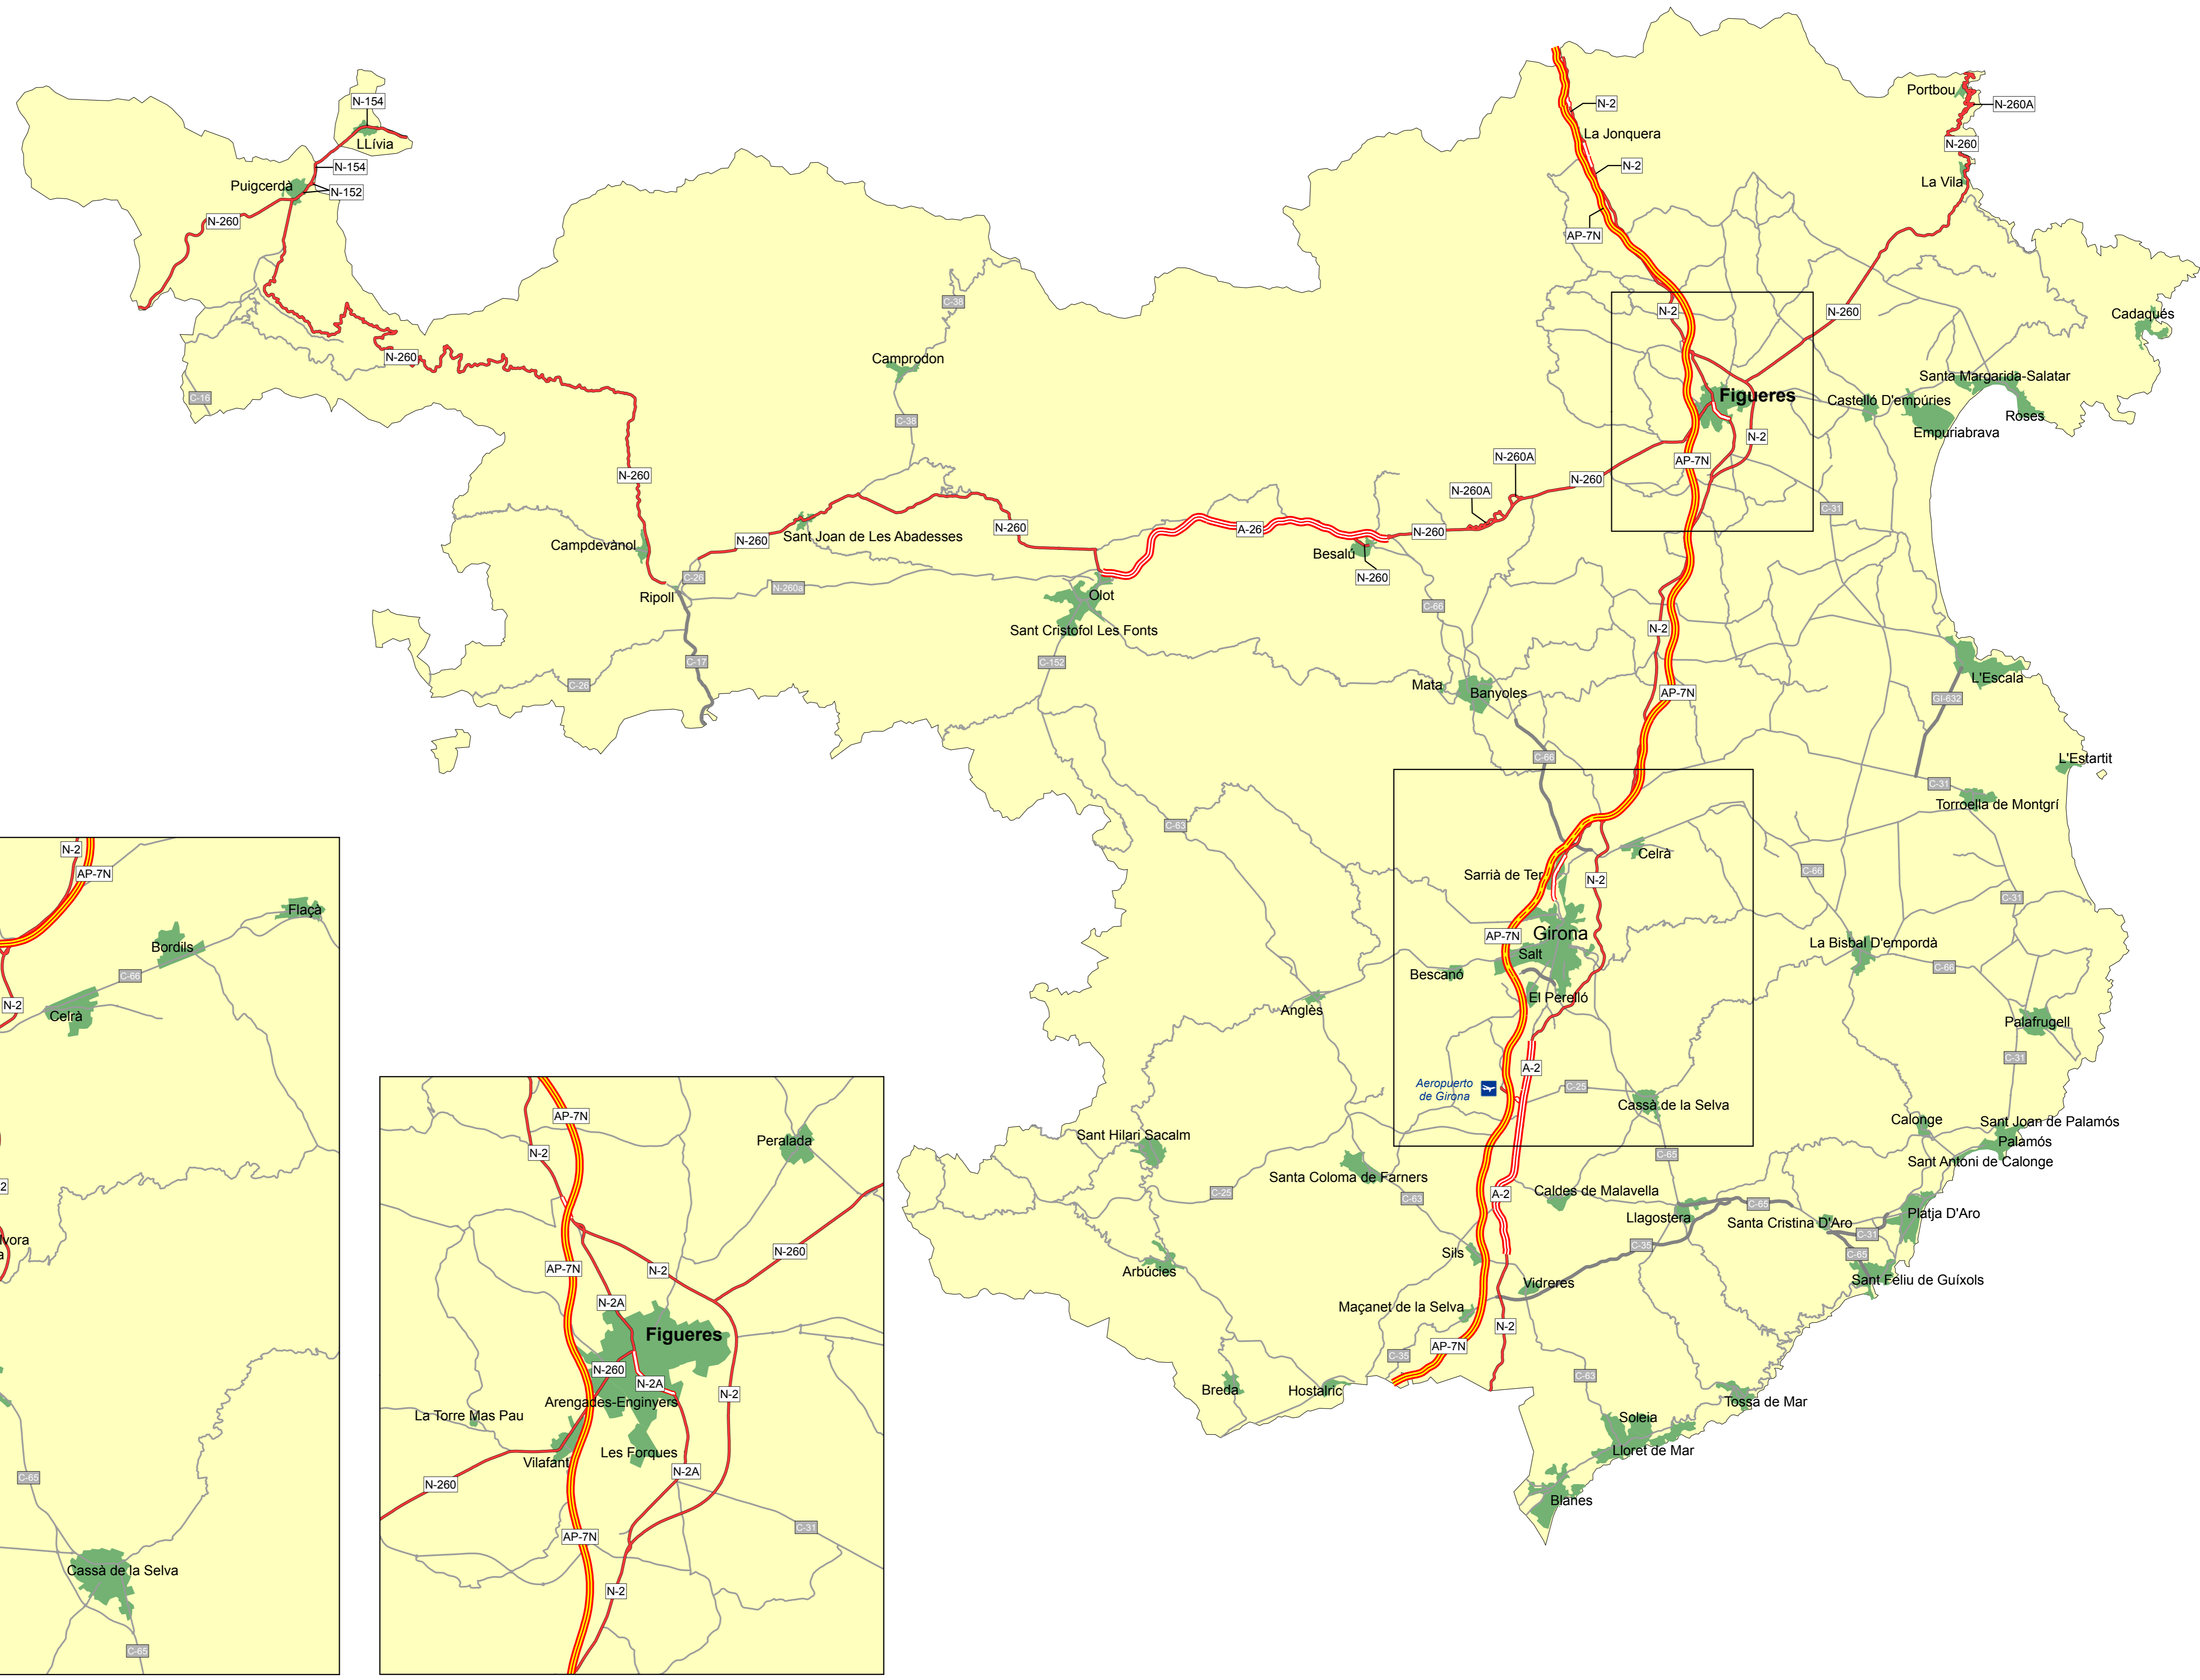 N-154
LLívia
N-154
Puigcerdà
N-152
N-260
N-260
C-16
C-38
Camprodon
C-38
N-260
Campdevànol
N-260
Sant Joan de Les Abadesses
N-260
C-26
Ripoll
N-260a
C-17
C-26
Olot
Sant Cristofol Les Fonts
C-152
A-26
Besalú
N-260
N-260
N-260A
N-260A
N-260
C-66
Mata
Banyoles
C-66
N-2
La Jonquera
N-2
AP-7N
N-2
Portbou
N-260A
N-260
La Vila
N-260
Cadaqués
Figueres
Santa Margarida-Salatar
Castelló D'empúries
Roses
Empuriabrava
N-2
AP-7N
C-31
N-2
AP-7N
L'Escala
GI-632
L'Estartit
C-31
Torroella de Montgrí
C-63
Celrà
Sarrià de Ter
N-2
C-66
C-31
AP-7N
Girona
Salt
Bescanó
La Bisbal D'empordà
C-66
El Perelló
Anglès
Palafrugell
C-31
A-2
Aeropuerto
de Girona
C-25
Cassà de la Selva
Calonge
Sant Joan de Palamós
Palamós
Sant Antoni de Calonge
Sant Hilari Sacalm
Santa Coloma de Farners
C-65
C-25
C-63
A-2
Caldes de Malavella
Llagostera
C-65
Santa Cristina D'Aro
Platja D'Aro
C-31
C-35
C-65
Sils
Arbúcies
Vidreres
Sant Féliu de Guíxols
Maçanet de la Selva
N-2
AP-7N
C-35
Breda
Hostalric
C-63
Tossa de Mar
Soleia
Lloret de Mar
Blanes
N-2
AP-7N
Flaçà
Bordils
C-66
N-2
Celrà
2
lvora
a
C-65
Cassà de la Selva
C-65
AP-7N
N-2
Peralada
N-260
AP-7N
N-2
N-2A
Figueres
N-260
N-2A
N-2
Arengades-Enginyers
La Torre Mas Pau
Les Forques
Vilafant
N-2A
N-260
C-31
AP-7N
N-2